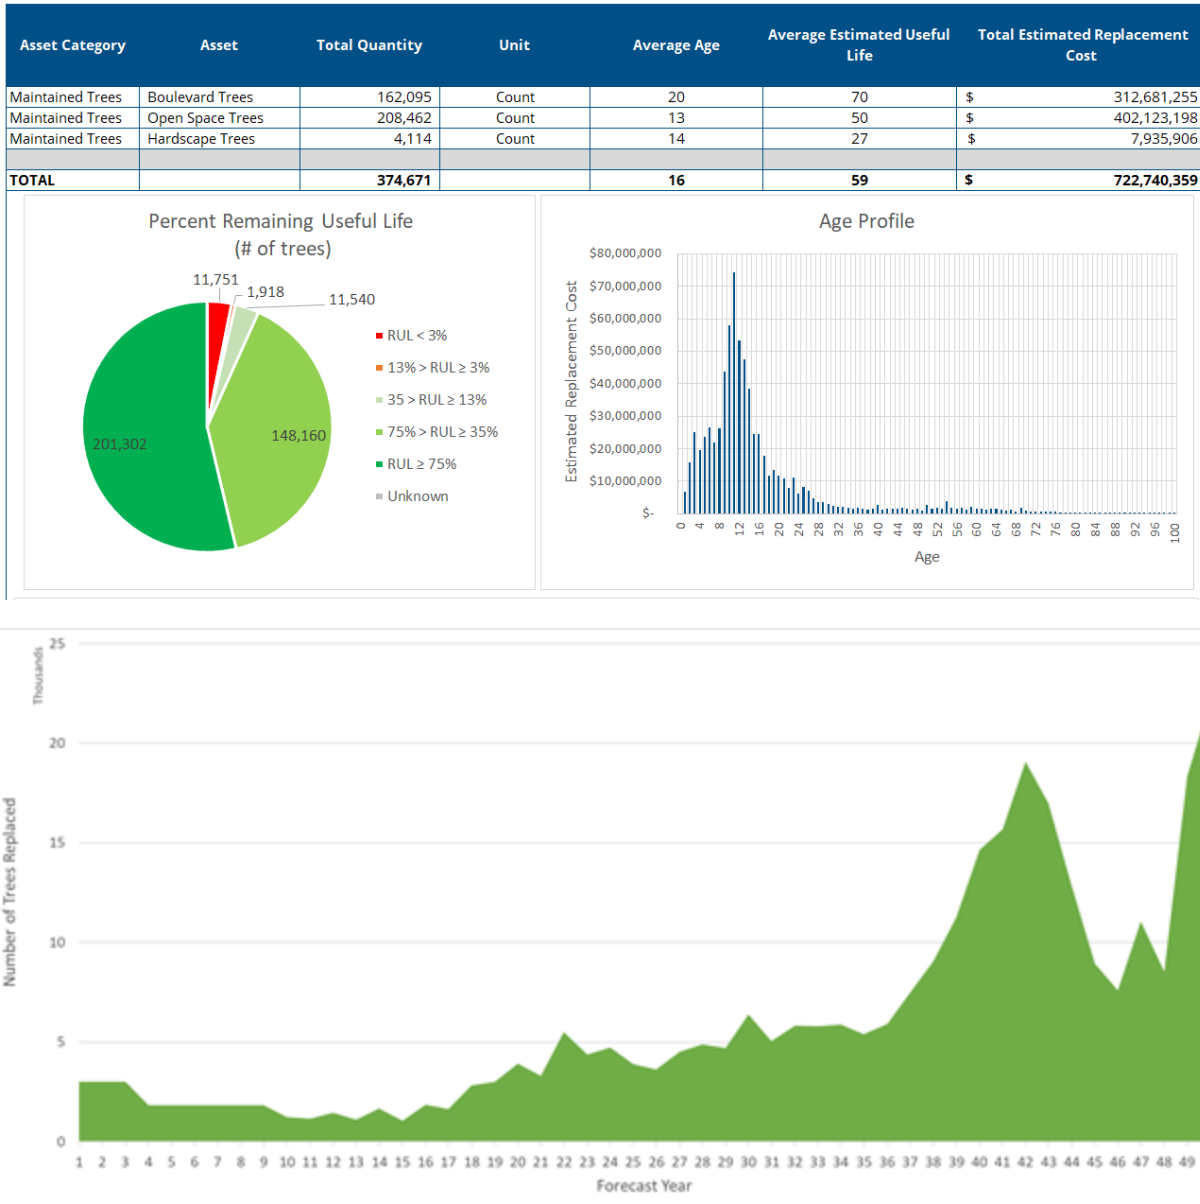 Asset Category Asset Total Quantity Unit Average Age Average Estimated Useful Life Total Estimated Replacement Cost
Maintained Trees Boulevard Trees 162,095 Count 20 70 $ 312,681,255
Maintained Trees Open Space Trees 208,462 Count 13 50 $ 402,123,198
Maintained Trees Hardscape Trees 4,114 Count 14 27 $ 7,935,906
TOTAL 374,671 16 59 $ 722,740,359
Percent Remaining Useful Life
(# of trees)
11,751
1,918
11,540
148,160
201,302
RUL < 3%
13% > RUL ≥ 3%
35 > RUL ≥ 13%
75% > RUL ≥ 35%
RUL ≥ 75%
Unknown
Age Profile
Estimated Replacement Cost
$80,000,000
$70,000,000
$60,000,000
$50,000,000
$40,000,000
$30,000,000
$20,000,000
$10,000,000
$-
0 4 8 12 16 20 24 28 32 36 40 44 48 52 56 60 64 68 72 76 80 84 88 92 96 100
Age
Thousands
Number of Trees Replaced
25
20
15
10
5
0
1 2 3 4 5 6 7 8 9 10 11 12 13 14 15 16 17 18 19 20 21 22 23 24 25 26 27 28 29 30 31 32 33 34 35 36 37 38 39 40 41 42 43 44 45 46 47 48 49
Forecast Year